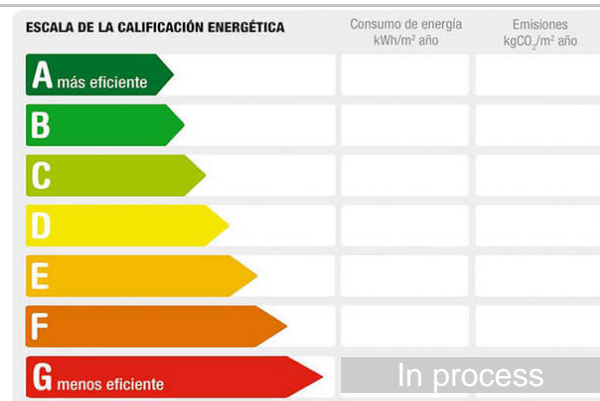 ESCALA DE LA CALIFICACIÓN ENERGÉTICA
Consumo de energía
kWh/m² año
Emisiones
kgCO₂/m² año
A más eficiente
B
C
D
E
F
G menos eficiente
In process